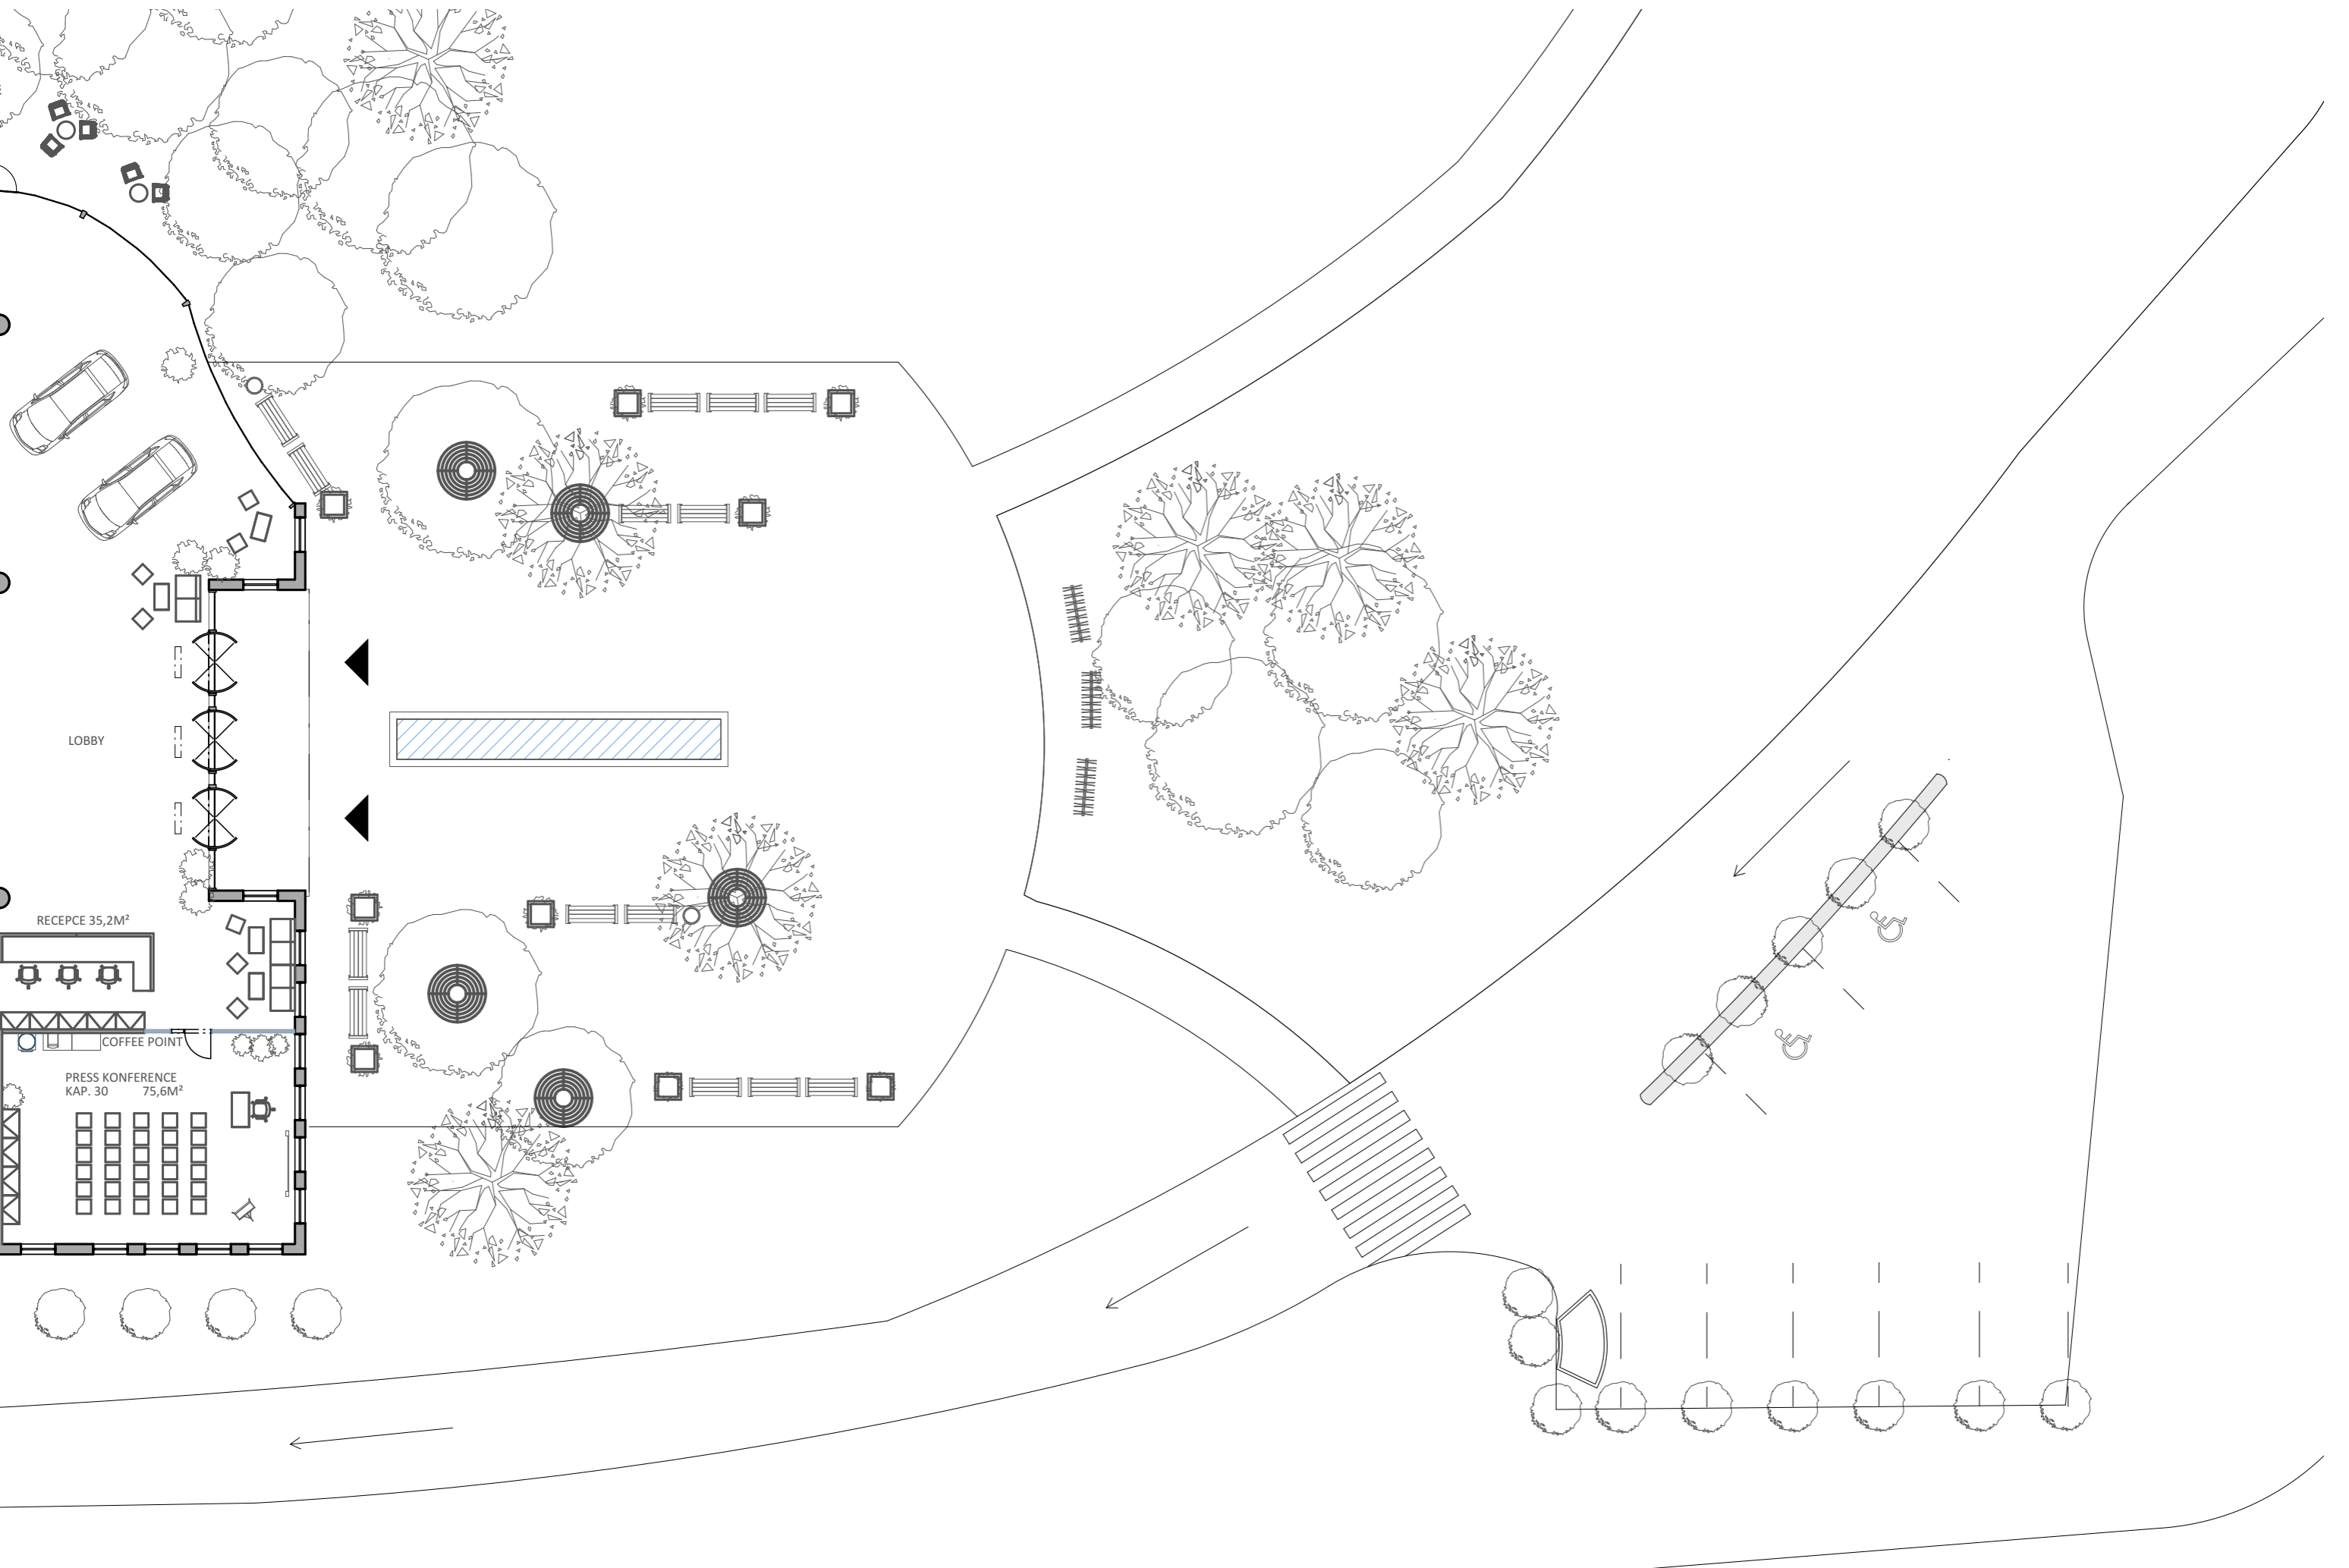 LOBBY
RECEPCE 35,2M²
COFFEE POINT
PRESS KONFERENCE
KAP. 30 75,6M²